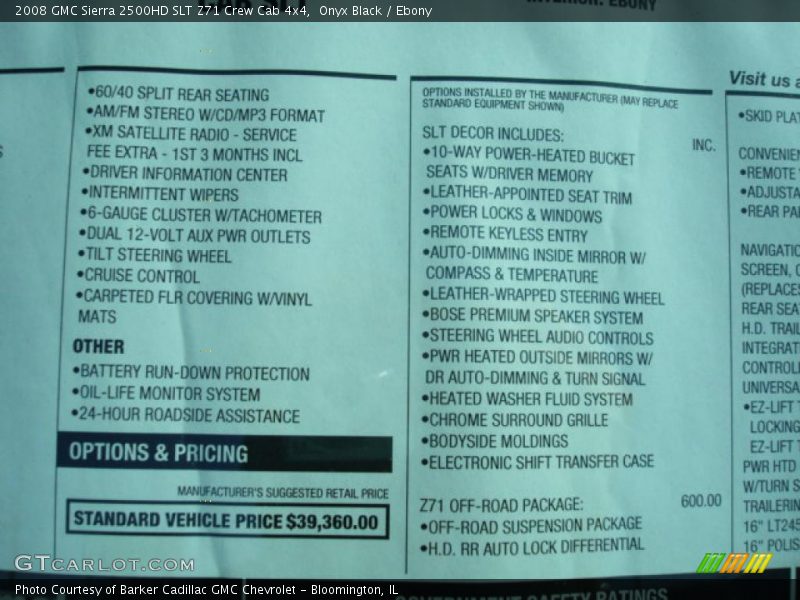 2008 GMC Sierra 2500HD SLT Z71 Crew Cab 4x4, Onyx Black / Ebony
CAB SLT
INTERIOR: EBONY
•60/40 SPLIT REAR SEATING
•AM/FM STEREO W/CD/MP3 FORMAT
•XM SATELLITE RADIO - SERVICE
FEE EXTRA - 1ST 3 MONTHS INCL
•DRIVER INFORMATION CENTER
•INTERMITTENT WIPERS
•6-GAUGE CLUSTER W/TACHOMETER
•DUAL 12-VOLT AUX PWR OUTLETS
•TILT STEERING WHEEL
•CRUISE CONTROL
•CARPETED FLR COVERING W/VINYL
MATS
OTHER
•BATTERY RUN-DOWN PROTECTION
•OIL-LIFE MONITOR SYSTEM
•24-HOUR ROADSIDE ASSISTANCE
OPTIONS & PRICING
MANUFACTURER'S SUGGESTED RETAIL PRICE
STANDARD VEHICLE PRICE $39,360.00
OPTIONS INSTALLED BY THE MANUFACTURER (MAY REPLACE
STANDARD EQUIPMENT SHOWN)
SLT DECOR INCLUDES: INC.
•10-WAY POWER-HEATED BUCKET
SEATS W/DRIVER MEMORY
•LEATHER-APPOINTED SEAT TRIM
•POWER LOCKS & WINDOWS
•REMOTE KEYLESS ENTRY
•AUTO-DIMMING INSIDE MIRROR W/
COMPASS & TEMPERATURE
•LEATHER-WRAPPED STEERING WHEEL
•BOSE PREMIUM SPEAKER SYSTEM
•STEERING WHEEL AUDIO CONTROLS
•PWR HEATED OUTSIDE MIRRORS W/
DR AUTO-DIMMING & TURN SIGNAL
•HEATED WASHER FLUID SYSTEM
•CHROME SURROUND GRILLE
•BODYSIDE MOLDINGS
•ELECTRONIC SHIFT TRANSFER CASE
Z71 OFF-ROAD PACKAGE: 600.00
•OFF-ROAD SUSPENSION PACKAGE
•H.D. RR AUTO LOCK DIFFERENTIAL
Visit us a
•SKID PLAT
CONVENIEN
•REMOTE
•ADJUSTA
•REAR PA
NAVIGATIO
SCREEN, C
(REPLACES
REAR SEA
H.D. TRAIL
INTEGRAT
CONTROLL
UNIVERSA
•EZ-LIFT
LOCKING
EZ-LIFT
PWR HTD
W/TURN S
TRAILERIN
16" LT245
16" POLIS
GTCARLOT.COM
Photo Courtesy of Barker Cadillac GMC Chevrolet – Bloomington, IL
GOVERNMENT SAFETY RATINGS